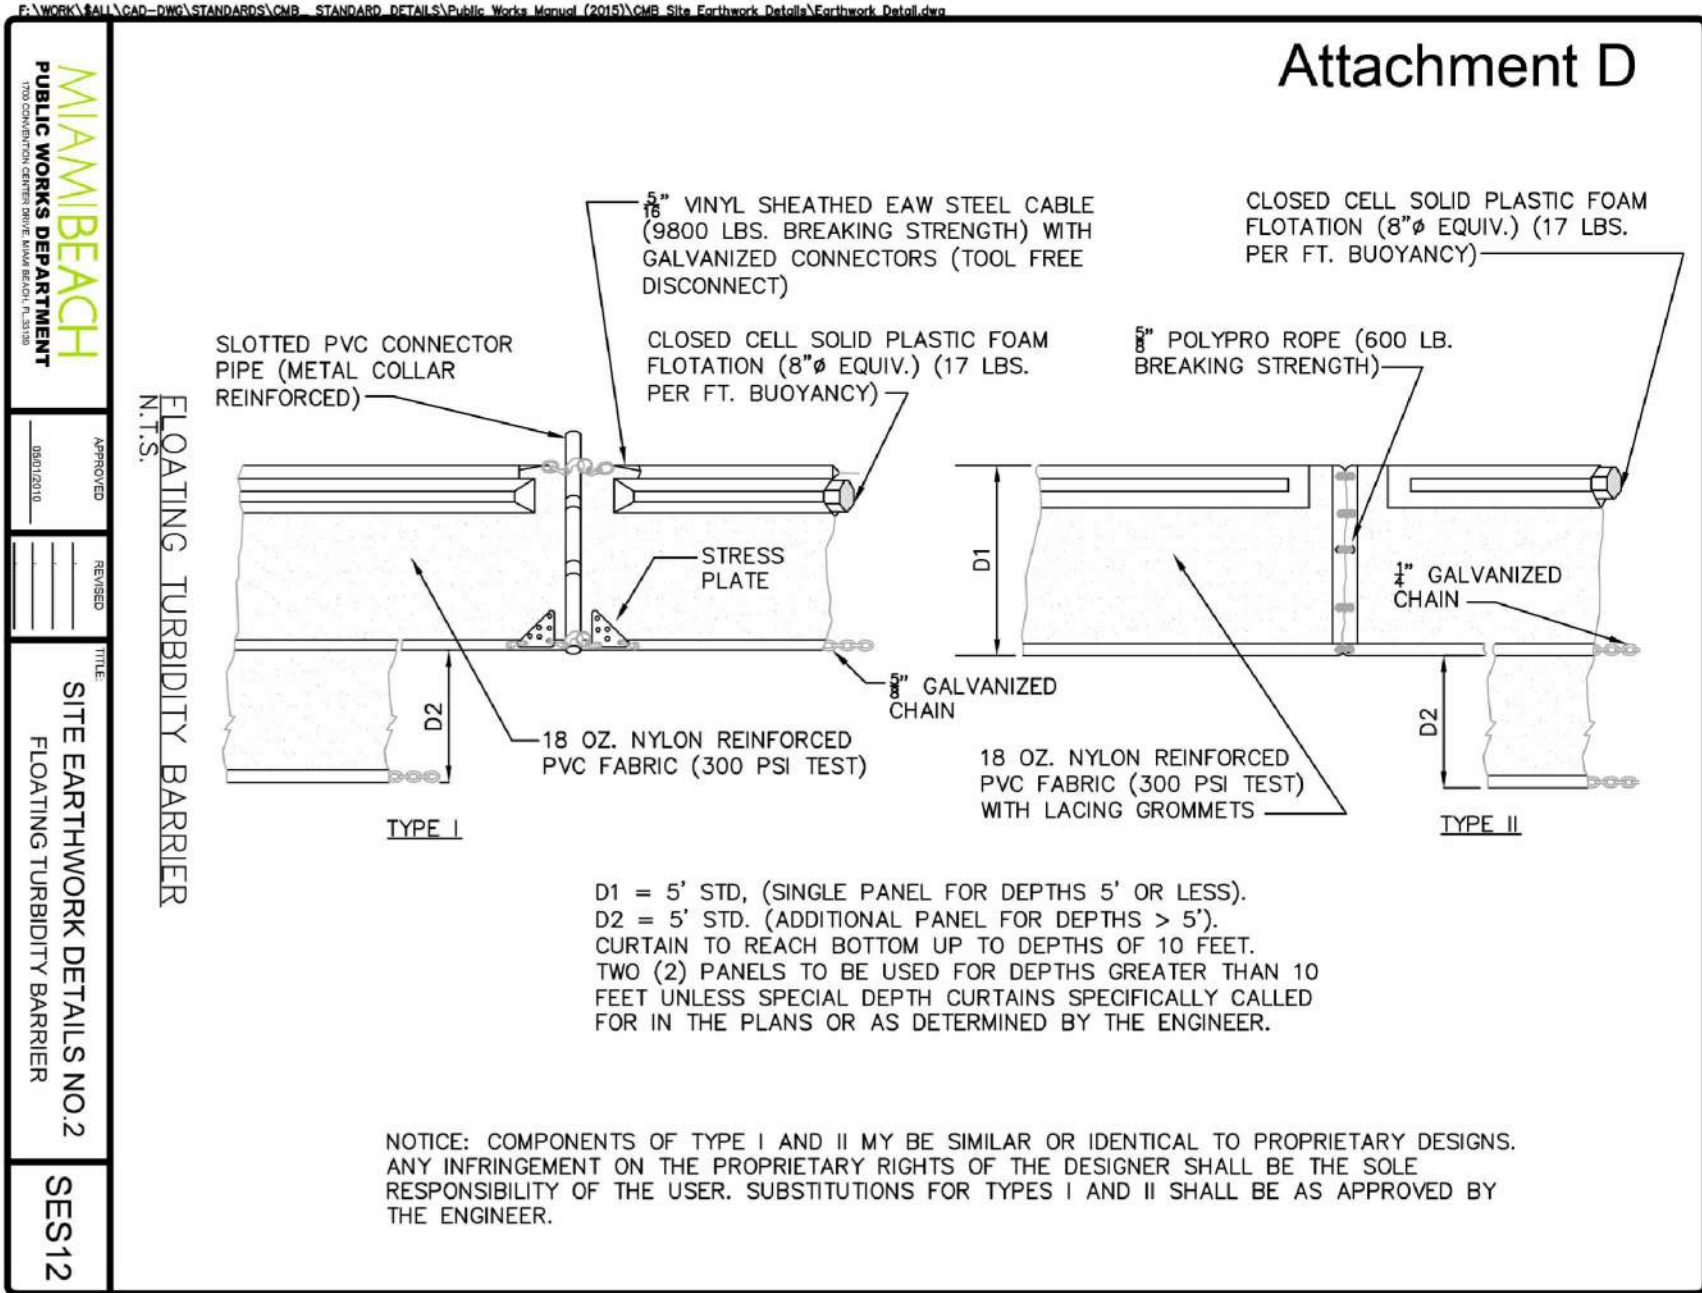 F:\WORK\$ALL\CAD-DWG\STANDARDS\CMB_ STANDARD_DETAILS\Public Works Manual (2015)\CMB Site Earthwork Details\Earthwork Detail.dwg
Attachment D
MIAMIBEACH
PUBLIC WORKS DEPARTMENT
1700 CONVENTION CENTER DRIVE, MIAMI BEACH, FL. 33139
APPROVED
05/01/2010
REVISED
TITLE:
SITE EARTHWORK DETAILS NO.2
FLOATING TURBIDITY BARRIER
SES12
FLOATING TURBIDITY BARRIER
N.T.S.
SLOTTED PVC CONNECTOR
PIPE (METAL COLLAR
REINFORCED)
5/16" VINYL SHEATHED EAW STEEL CABLE
(9800 LBS. BREAKING STRENGTH) WITH
GALVANIZED CONNECTORS (TOOL FREE
DISCONNECT)
CLOSED CELL SOLID PLASTIC FOAM
FLOTATION (8"ø EQUIV.) (17 LBS.
PER FT. BUOYANCY)
STRESS
PLATE
5/8" GALVANIZED
CHAIN
D2
18 OZ. NYLON REINFORCED
PVC FABRIC (300 PSI TEST)
TYPE I
CLOSED CELL SOLID PLASTIC FOAM
FLOTATION (8"ø EQUIV.) (17 LBS.
PER FT. BUOYANCY)
5/8" POLYPRO ROPE (600 LB.
BREAKING STRENGTH)
D1
1/4" GALVANIZED
CHAIN
D2
18 OZ. NYLON REINFORCED
PVC FABRIC (300 PSI TEST)
WITH LACING GROMMETS
TYPE II
D1 = 5' STD, (SINGLE PANEL FOR DEPTHS 5' OR LESS).
D2 = 5' STD. (ADDITIONAL PANEL FOR DEPTHS > 5').
CURTAIN TO REACH BOTTOM UP TO DEPTHS OF 10 FEET.
TWO (2) PANELS TO BE USED FOR DEPTHS GREATER THAN 10
FEET UNLESS SPECIAL DEPTH CURTAINS SPECIFICALLY CALLED
FOR IN THE PLANS OR AS DETERMINED BY THE ENGINEER.
NOTICE: COMPONENTS OF TYPE I AND II MY BE SIMILAR OR IDENTICAL TO PROPRIETARY DESIGNS.
ANY INFRINGEMENT ON THE PROPRIETARY RIGHTS OF THE DESIGNER SHALL BE THE SOLE
RESPONSIBILITY OF THE USER. SUBSTITUTIONS FOR TYPES I AND II SHALL BE AS APPROVED BY
THE ENGINEER.